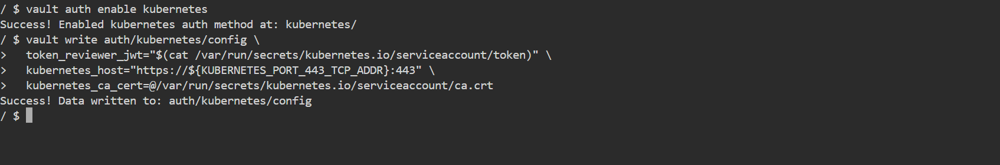 / $ vault auth enable kubernetes
Success! Enabled kubernetes auth method at: kubernetes/
/ $ vault write auth/kubernetes/config \
>   token_reviewer_jwt="$(cat /var/run/secrets/kubernetes.io/serviceaccount/token)" \
>   kubernetes_host="https://${KUBERNETES_PORT_443_TCP_ADDR}:443" \
>   kubernetes_ca_cert=@/var/run/secrets/kubernetes.io/serviceaccount/ca.crt
Success! Data written to: auth/kubernetes/config
/ $